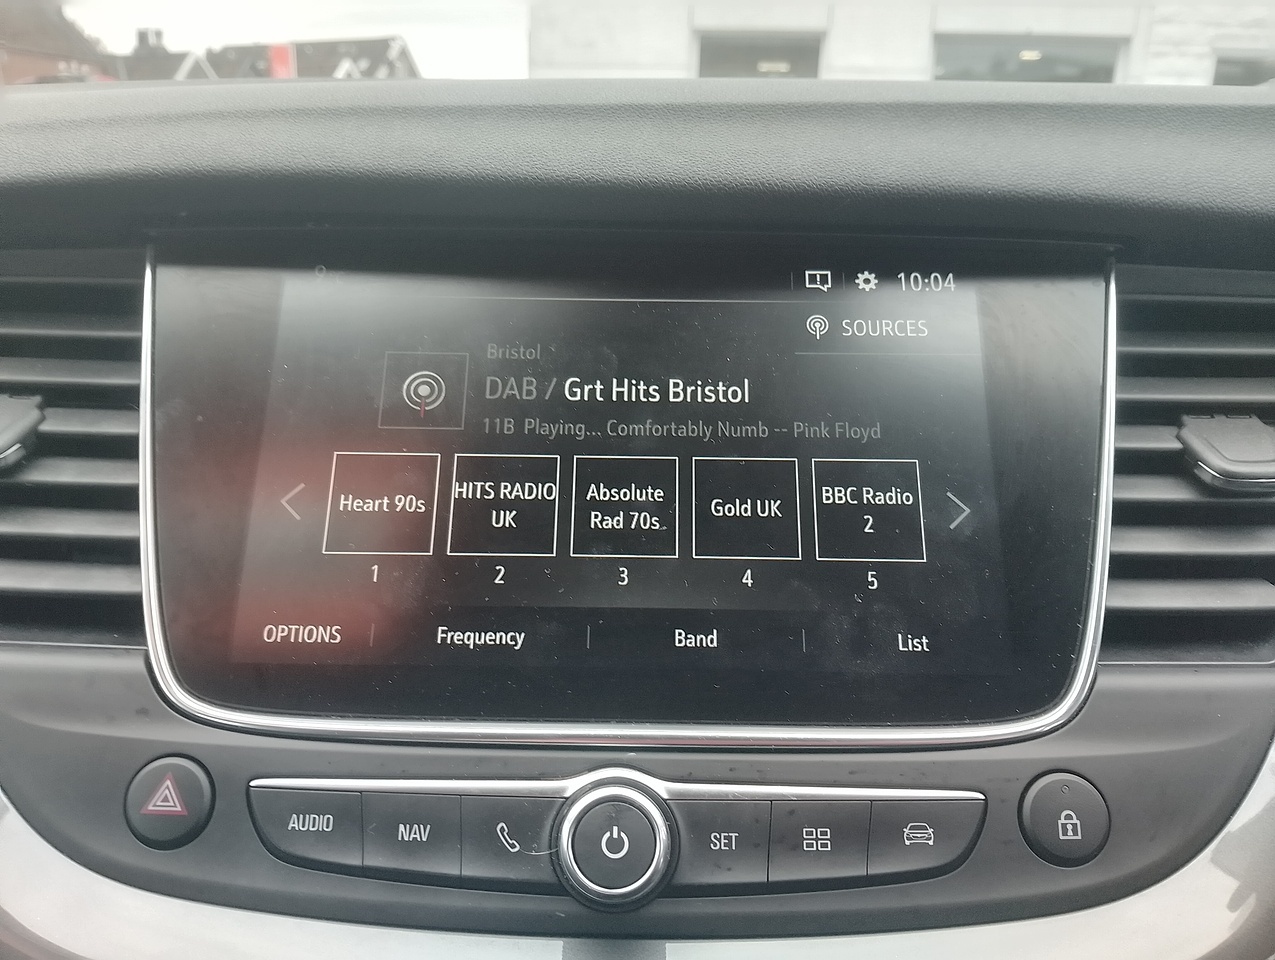 10:04
SOURCES
Bristol
DAB / Grt Hits Bristol
11B Playing... Comfortably Numb -- Pink Floyd
Heart 90s
HITS RADIO
UK
Absolute
Rad 70s
Gold UK
BBC Radio
2
1 2 3 4 5
OPTIONS Frequency Band List
AUDIO NAV SET